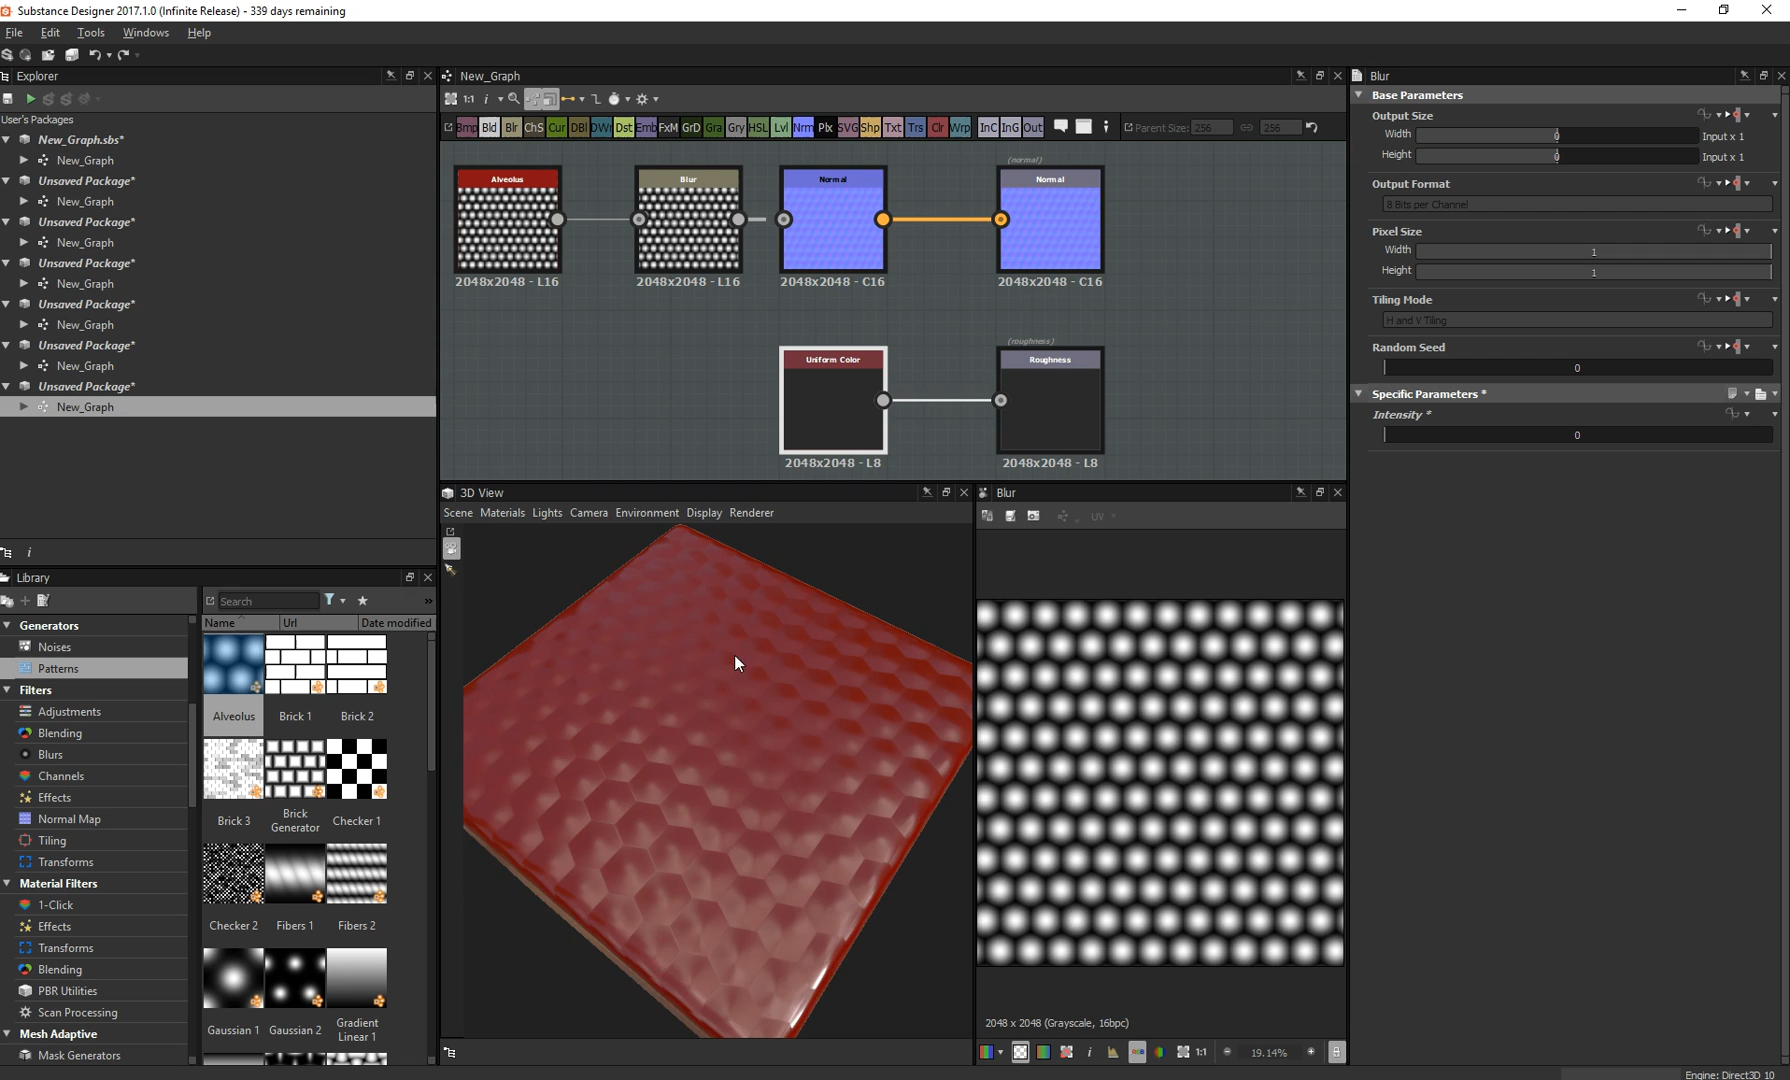 Substance Designer 2017.1.0 (Infinite Release) - 339 days remaining
File Edit Tools Windows Help
Explorer
User's Packages
New_Graph.sbs*
New_Graph
Unsaved Package*
New_Graph
Unsaved Package*
New_Graph
Unsaved Package*
New_Graph
Unsaved Package*
New_Graph
Unsaved Package*
New_Graph
Unsaved Package*
New_Graph
Library
Search
Name Url Date modified
Generators
Noises
Patterns
Filters
Adjustments
Blending
Blurs
Channels
Effects
Normal Map
Tiling
Transforms
Material Filters
1-Click
Effects
Transforms
Blending
PBR Utilities
Scan Processing
Mesh Adaptive
Mask Generators
Alveolus Brick 1 Brick 2
Brick 3 Brick Generator Checker 1
Checker 2 Fibers 1 Fibers 2
Gaussian 1 Gaussian 2 Gradient Linear 1
New_Graph
1:1
Bmp Bld Blr ChS Cur DBl DWr Dst Emb FxM GrD Gra Gry HSL Lvl Nrm Plx SVG Shp Txt Trs Clr Wrp InC InG Out Parent Size: 256 256
Alveolus
2048x2048 - L16
Blur
2048x2048 - L16
Normal
2048x2048 - C16
(normal)
Normal
2048x2048 - C16
Uniform Color
2048x2048 - L8
(roughness)
Roughness
2048x2048 - L8
3D View
Scene Materials Lights Camera Environment Display Renderer
Blur
UV
2048 x 2048 (Grayscale, 16bpc)
RGB 1:1 19.14%
Blur
Base Parameters
Output Size
Width 0 Input x 1
Height 0 Input x 1
Output Format
8 Bits per Channel
Pixel Size
Width 1
Height 1
Tiling Mode
H and V Tiling
Random Seed
0
Specific Parameters *
Intensity *
0
Engine: Direct3D 10